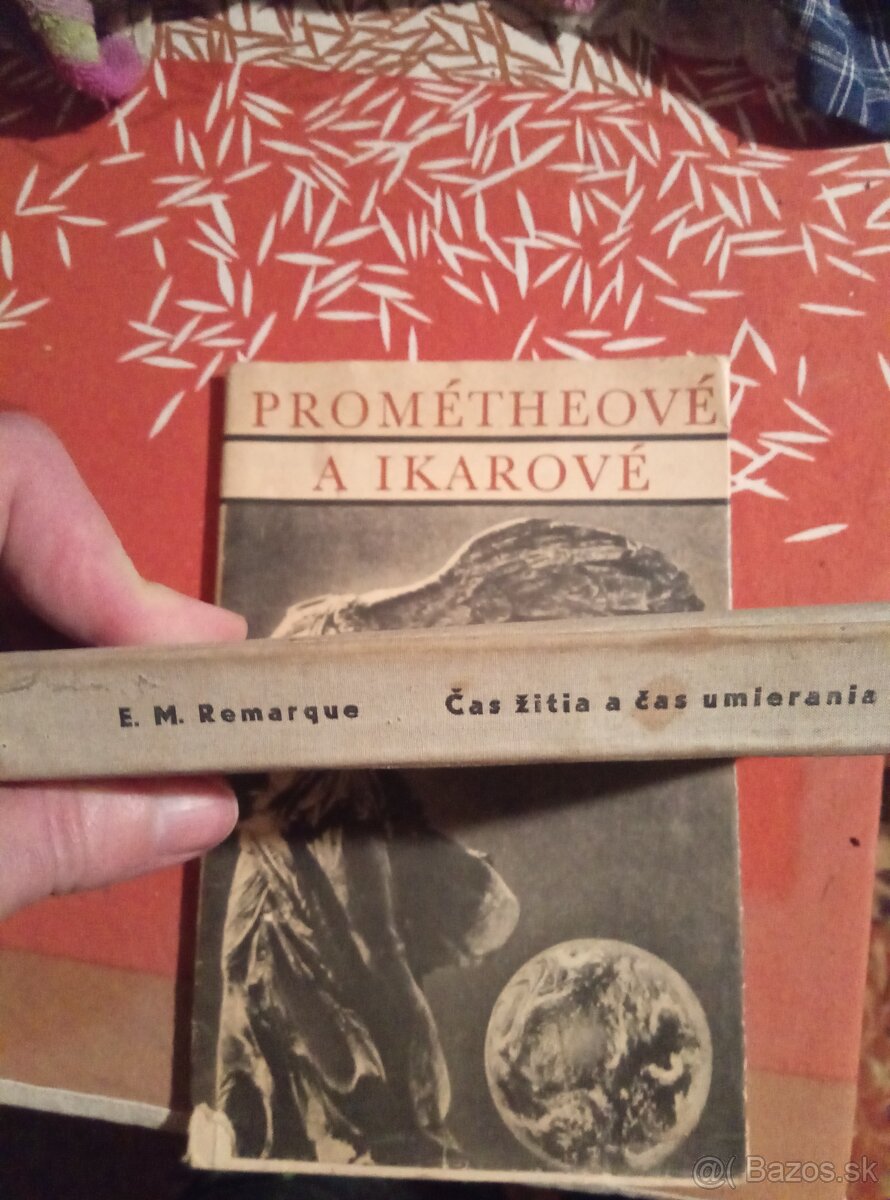 PROMÉTHEOVÉ
A IKAROVÉ
E. M. Remarque Čas žitia a čas umierania
@( Bazos.sk